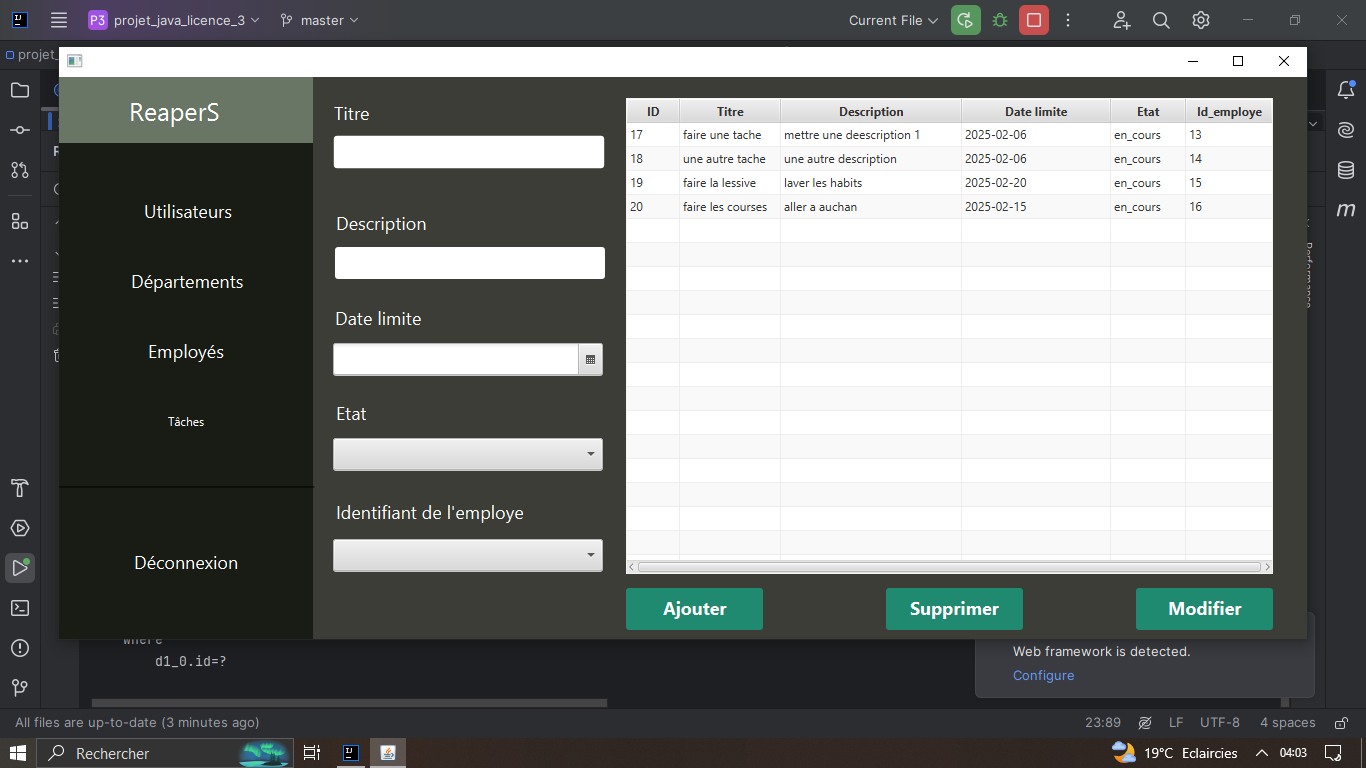 P3 projet_java_licence_3 master Current File
projet_
ReaperS
Utilisateurs
Départements
Employés
Tâches
Déconnexion
Titre
Description
Date limite
Etat
Identifiant de l'employe
ID Titre Description Date limite Etat Id_employe
17 faire une tache mettre une deescription 1 2025-02-06 en_cours 13
18 une autre tache une autre description 2025-02-06 en_cours 14
19 faire la lessive laver les habits 2025-02-20 en_cours 15
20 faire les courses aller a auchan 2025-02-15 en_cours 16
Ajouter Supprimer Modifier
where
d1_0.id=?
Web framework is detected.
Configure
All files are up-to-date (3 minutes ago) 23:89 LF UTF-8 4 spaces
Rechercher 19°C Eclaircies 04:03